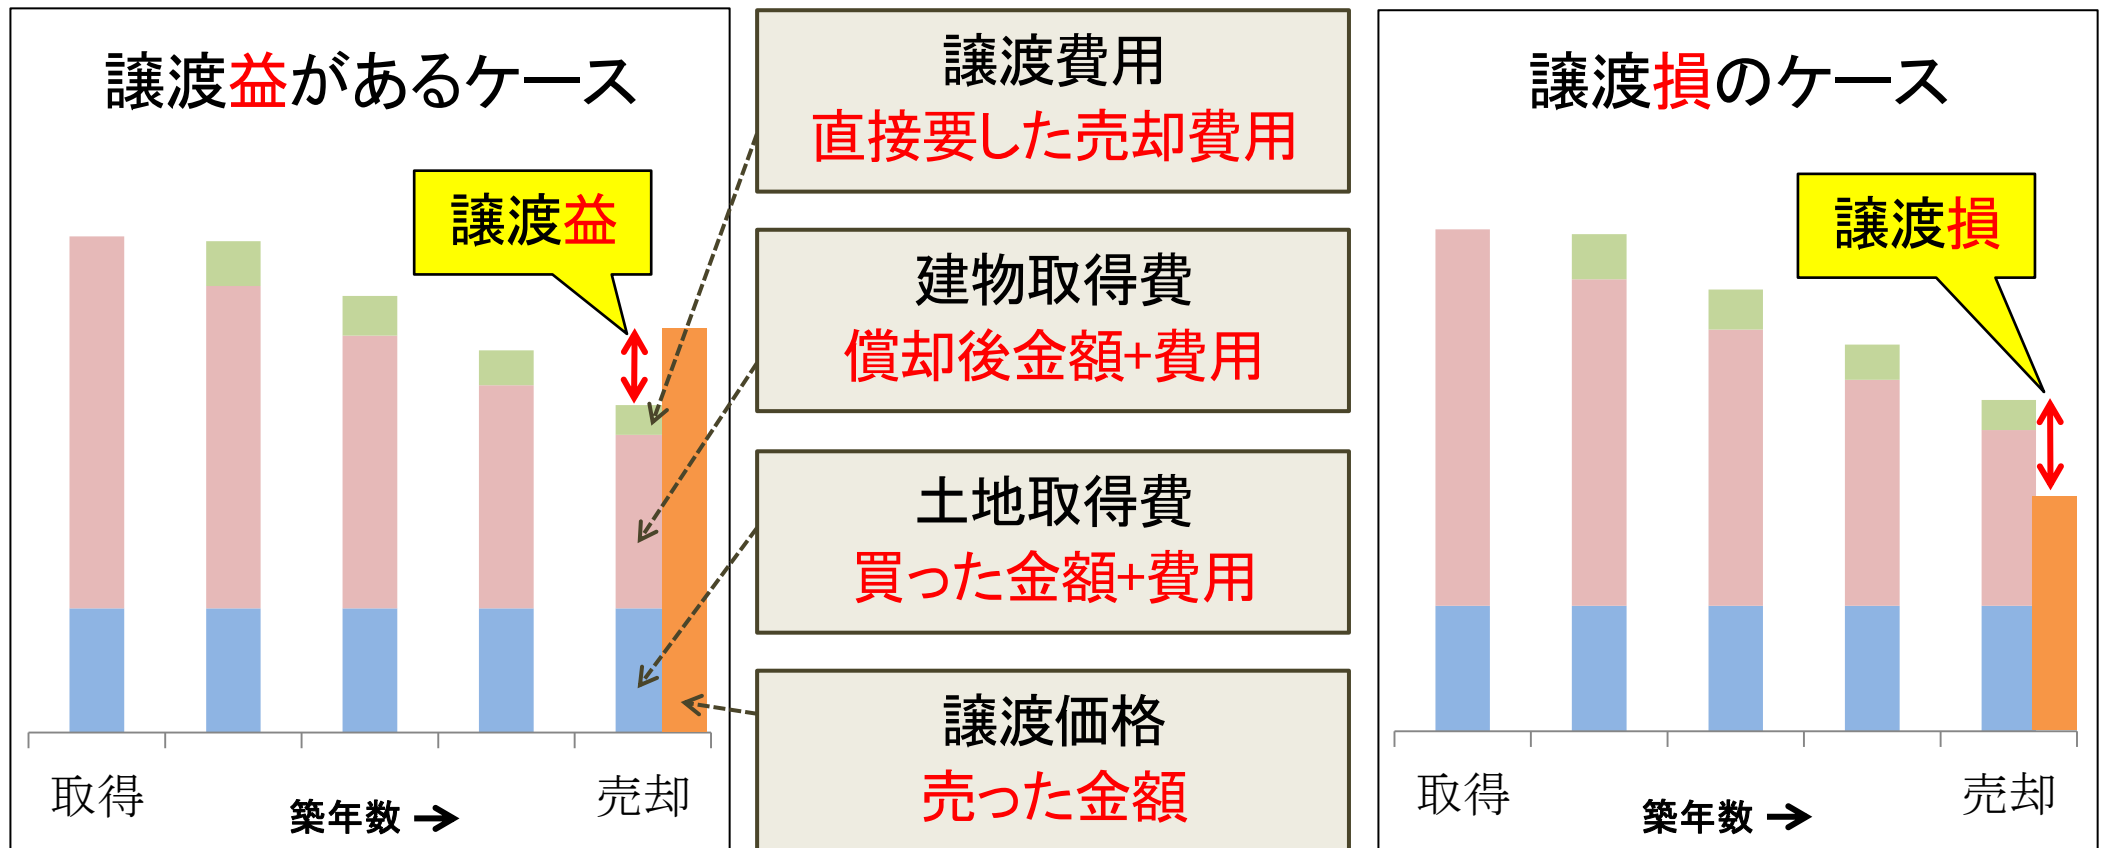 譲渡益があるケース
譲渡益
取得
売却
築年数→
譲渡費用
直接要した売却費用
建物取得費
償却後金額+費用
土地取得費
買った金額+費用
譲渡価格
売った金額
譲渡損のケース
譲渡損
取得
売却
築年数→